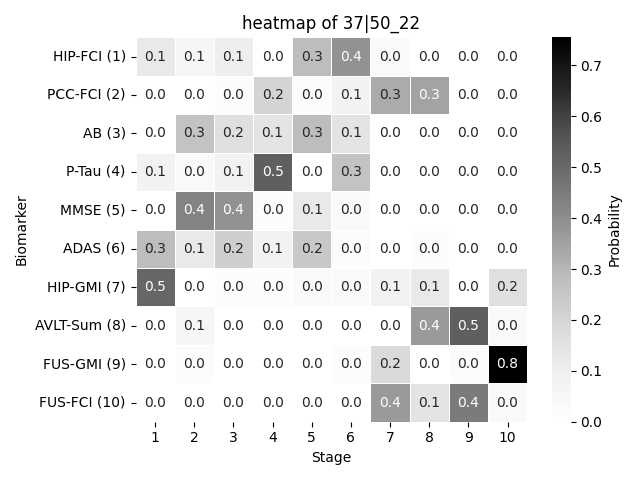 heatmap of 37|50_22
HIP-FCI (1) 0.1 0.1 0.1 0.0 0.3 0.4 0.0 0.0 0.0 0.0
PCC-FCI (2) 0.0 0.0 0.0 0.2 0.0 0.1 0.3 0.3 0.0 0.0
AB (3) 0.0 0.3 0.2 0.1 0.3 0.1 0.0 0.0 0.0 0.0
P-Tau (4) 0.1 0.0 0.1 0.5 0.0 0.3 0.0 0.0 0.0 0.0
MMSE (5) 0.0 0.4 0.4 0.0 0.1 0.0 0.0 0.0 0.0 0.0
ADAS (6) 0.3 0.1 0.2 0.1 0.2 0.0 0.0 0.0 0.0 0.0
HIP-GMI (7) 0.5 0.0 0.0 0.0 0.0 0.0 0.1 0.1 0.0 0.2
AVLT-Sum (8) 0.0 0.1 0.0 0.0 0.0 0.0 0.0 0.4 0.5 0.0
FUS-GMI (9) 0.0 0.0 0.0 0.0 0.0 0.0 0.2 0.0 0.0 0.8
FUS-FCI (10) 0.0 0.0 0.0 0.0 0.0 0.0 0.4 0.1 0.4 0.0
1 2 3 4 5 6 7 8 9 10
Stage
Biomarker
0.7
0.6
0.5
0.4
0.3
0.2
0.1
0.0
Probability